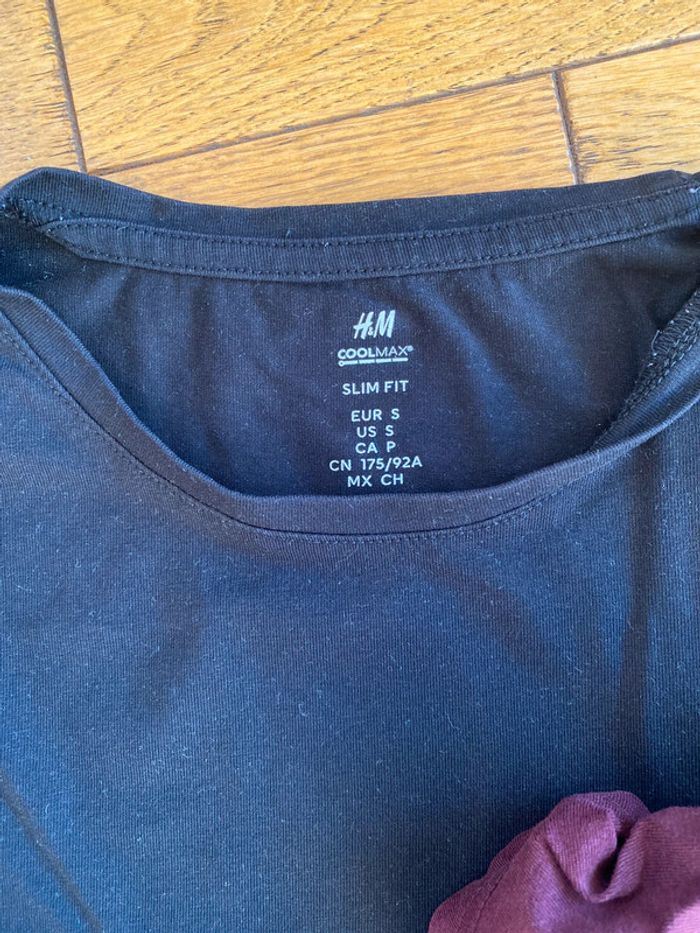 H&M
COOLMAX®
SLIM FIT
EUR S
US S
CA P
CN 175/92A
MX CH